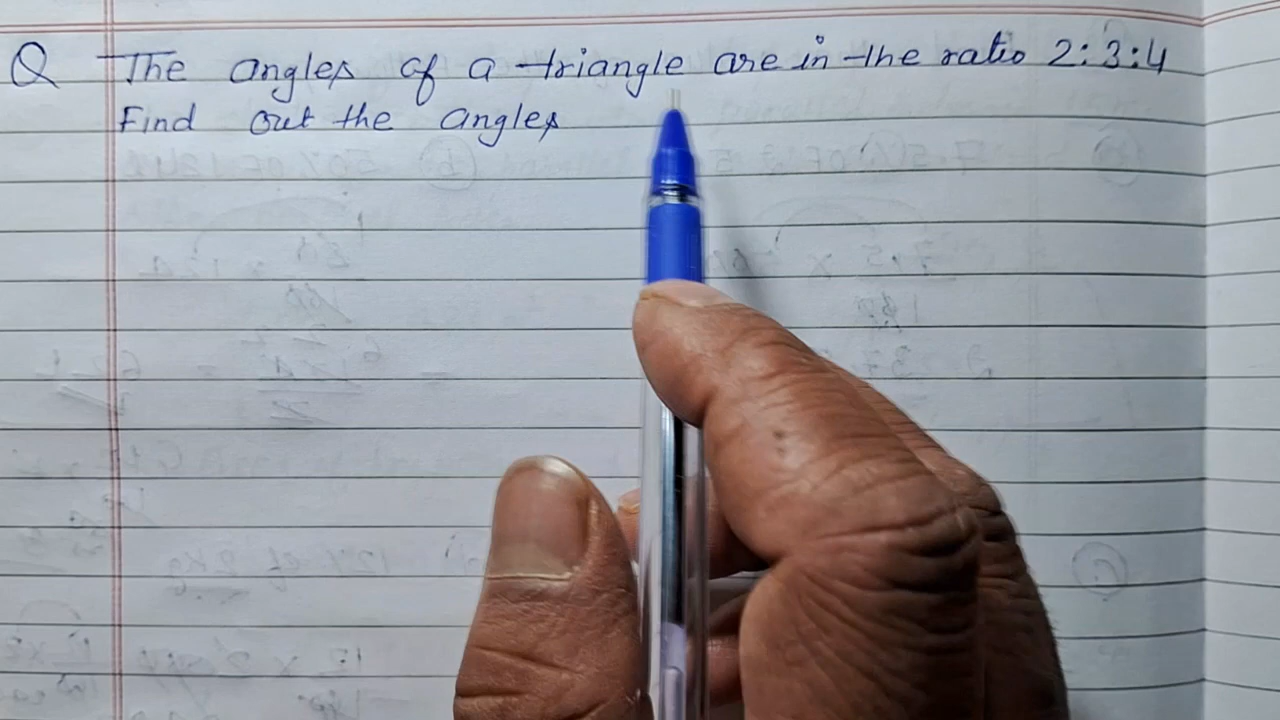 Q The angles of a triangle are in the ratio 2:3:4
Find out the angles